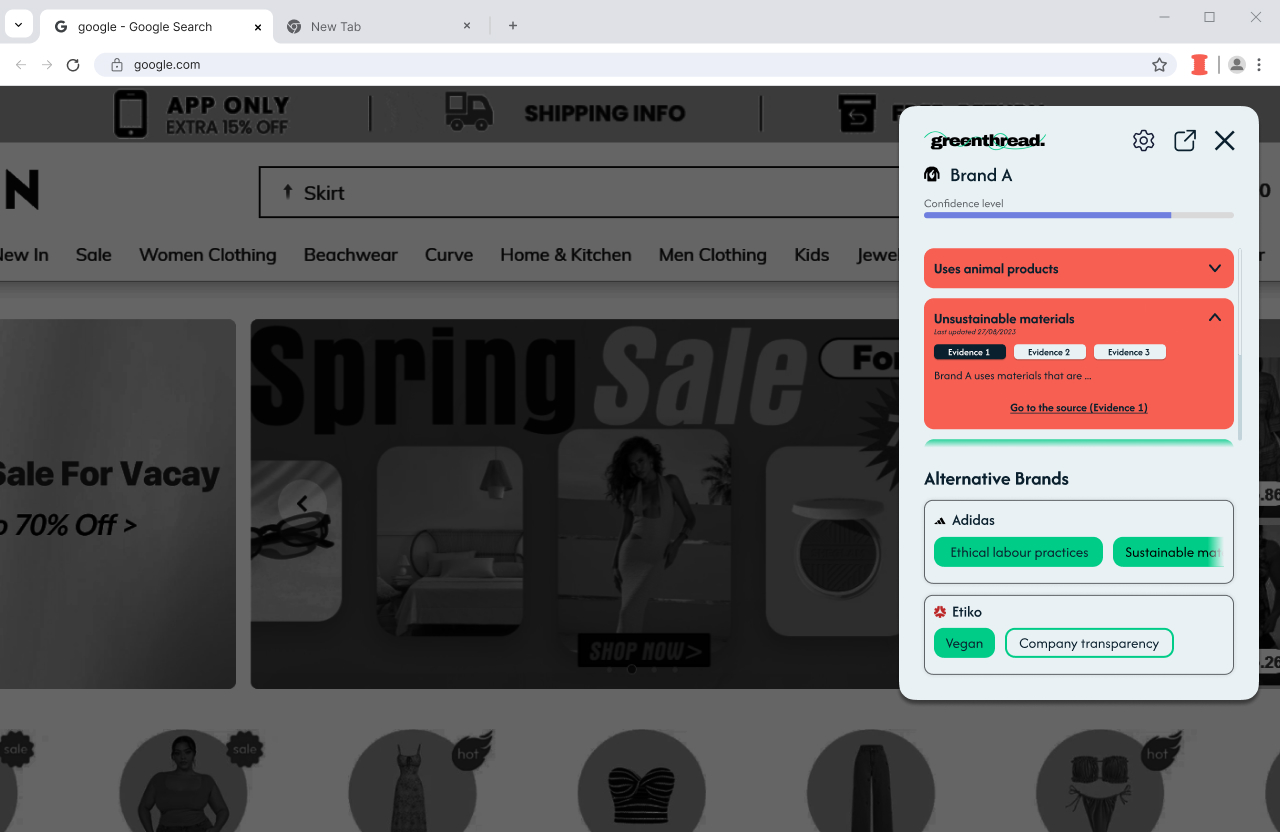 google - Google Search
New Tab
google.com
APP ONLY
EXTRA 15% OFF
SHIPPING INFO
N
Skirt
New In
Sale
Women Clothing
Beachwear
Curve
Home & Kitchen
Men Clothing
Kids
greenthread.
Brand A
Confidence level
Uses animal products
Unsustainable materials
Last updated 27/08/2023
Evidence 1
Evidence 2
Evidence 3
Brand A uses materials that are ...
Go to the source (Evidence 1)
Alternative Brands
Adidas
Ethical labour practices
Sustainable mat
Etiko
Vegan
Company transparency
Spring Sale
For
Sale For Vacay
70% Off >
SHOP NOW>
sale
sale
hot
hot